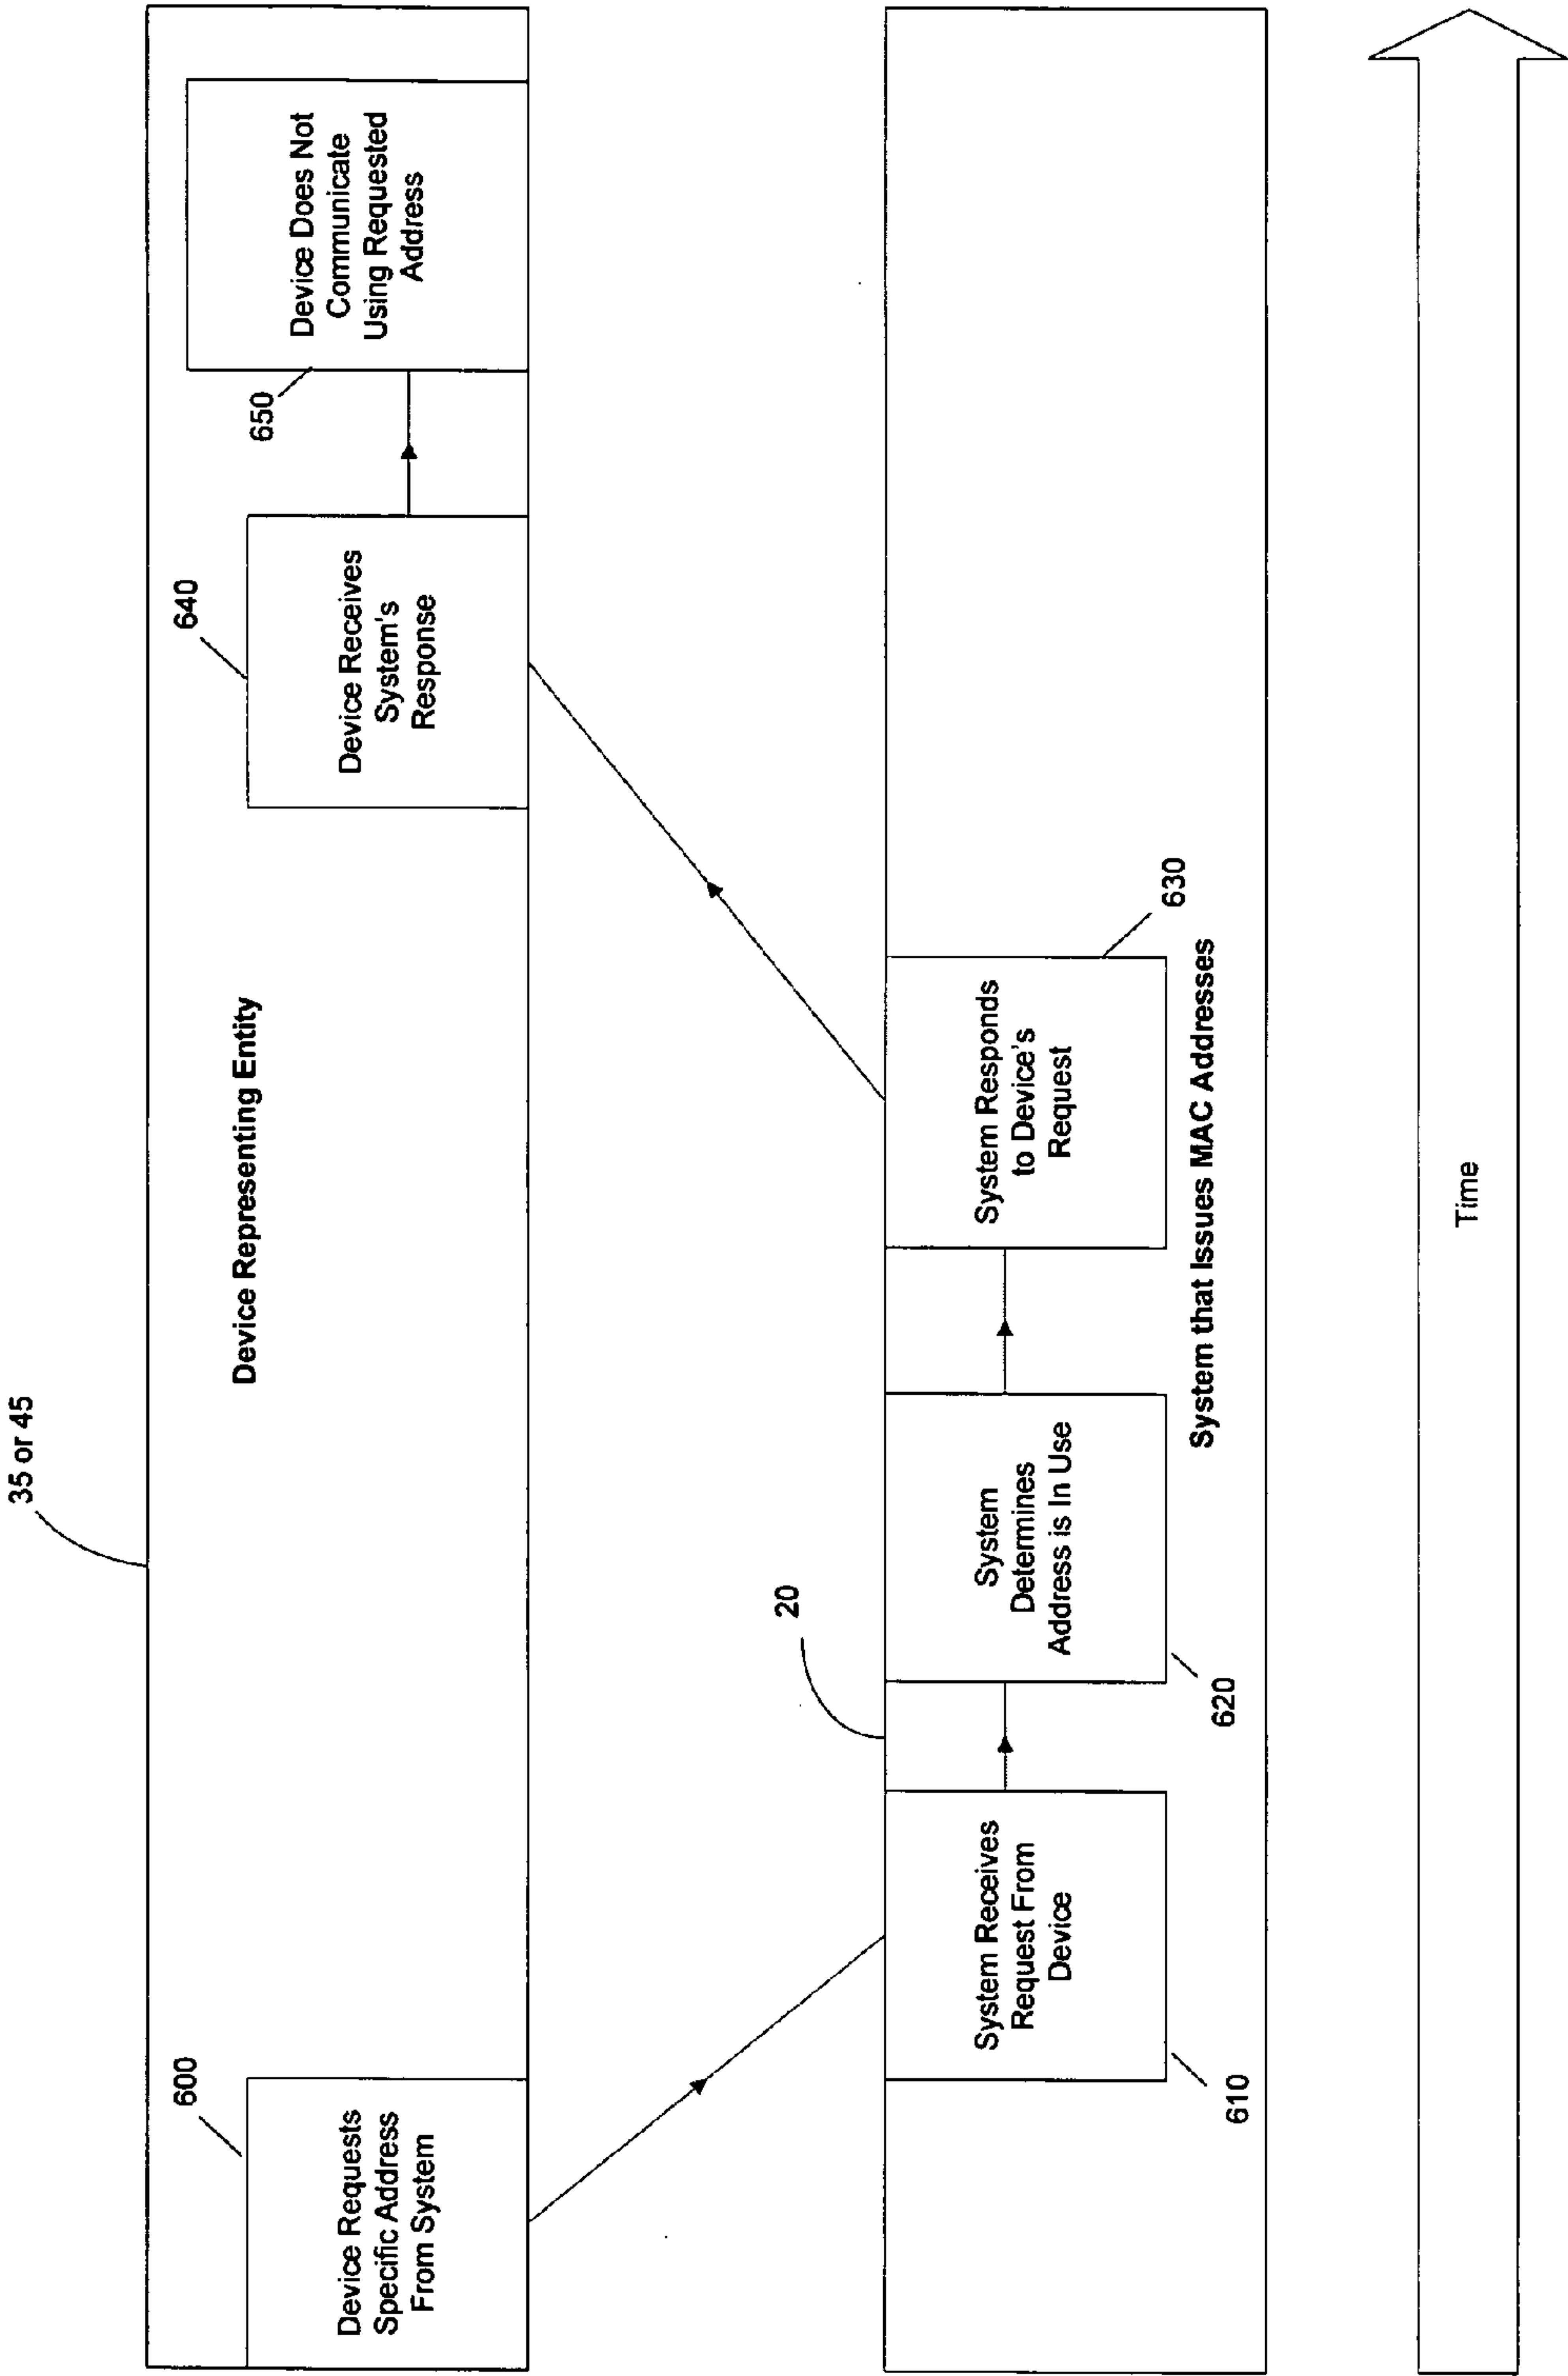 35 or 45
Device Representing Entity
600
Device Requests
Specific Address
From System
640
Device Receives
System's
Response
650
Device Does Not
Communicate
Using Requested
Address
20
System Receives
Request From
Device
610
System
Determines
Address is In Use
620
System Responds
to Device's
Request
630
System that Issues MAC Addresses
Time